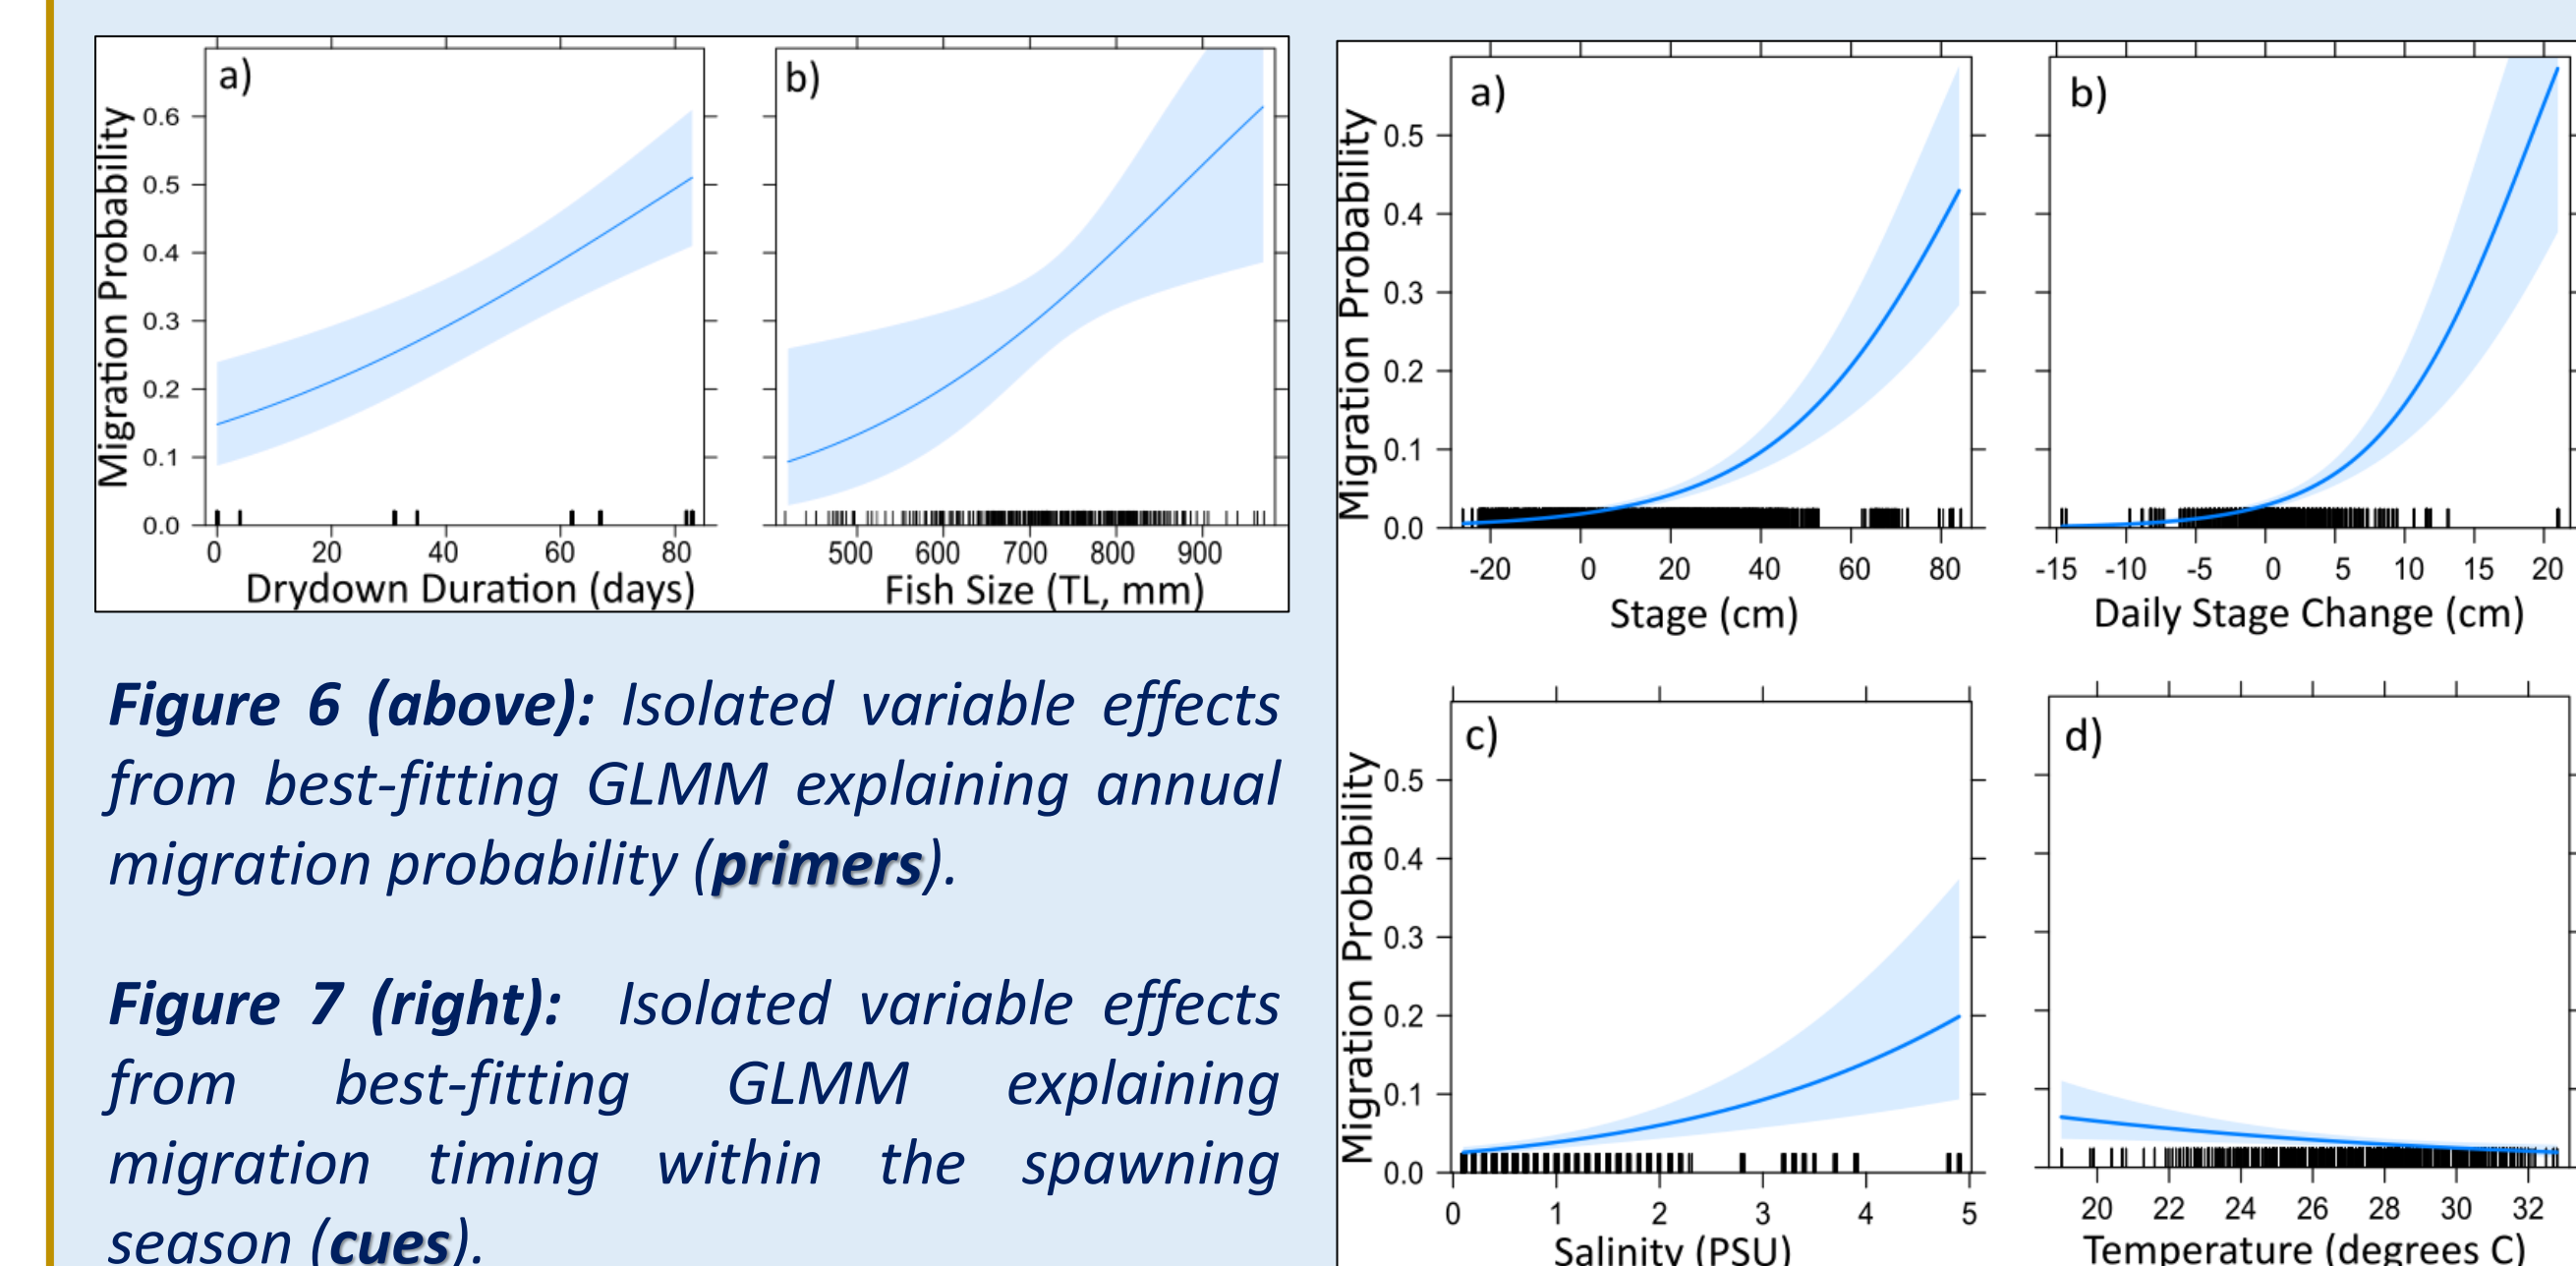 a)
Migration Probability
0.6
0.5
0.4
0.3
0.2
0.1
0.0
0 20 40 60 80
Drydown Duration (days)
b)
500 600 700 800 900
Fish Size (TL, mm)
Figure 6 (above): Isolated variable effects
from best-fitting GLMM explaining annual
migration probability (primers).
Figure 7 (right): Isolated variable effects
from best-fitting GLMM explaining
migration timing within the spawning
season (cues).
a)
Migration Probability
0.5
0.4
0.3
0.2
0.1
0.0
-20 0 20 40 60 80
Stage (cm)
b)
-15 -10 -5 0 5 10 15 20
Daily Stage Change (cm)
c)
Migration Probability
0.5
0.4
0.3
0.2
0.1
0.0
0 1 2 3 4 5
Salinity (PSU)
d)
20 22 24 26 28 30 32
Temperature (degrees C)